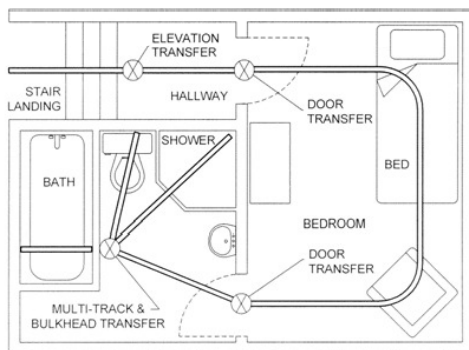 ELEVATION
TRANSFER
STAIR
LANDING
HALLWAY
DOOR
TRANSFER
SHOWER
BATH
BED
BEDROOM
DOOR
TRANSFER
MULTI-TRACK &
BULKHEAD TRANSFER